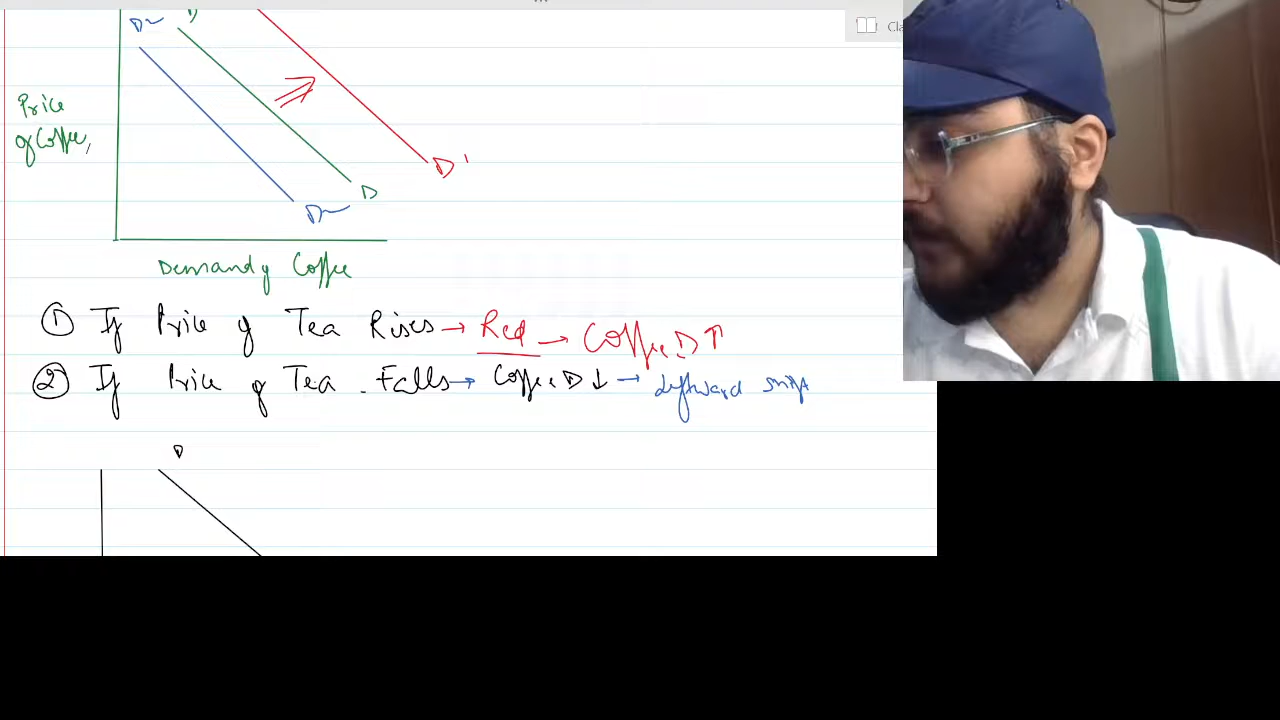 D~ D
Price
of Coffee,
D'
D
D~
Demand of Coffee
① If Price of Tea Rises → Red → Coffee D ↑
② If Price of Tea Falls → Coffee D ↓ → Leftward shift
D
Cla